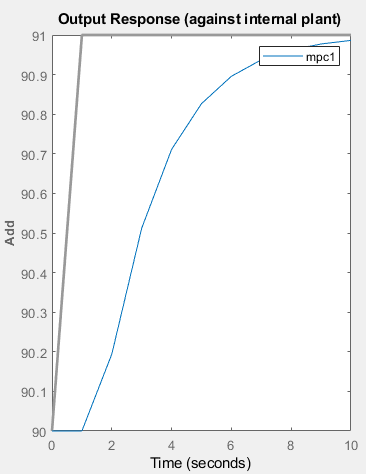 Output Response (against internal plant)
91
mpc1
90.9
90.8
90.7
90.6
Add
90.5
90.4
90.3
90.2
90.1
90
0 2 4 6 8 10
Time (seconds)